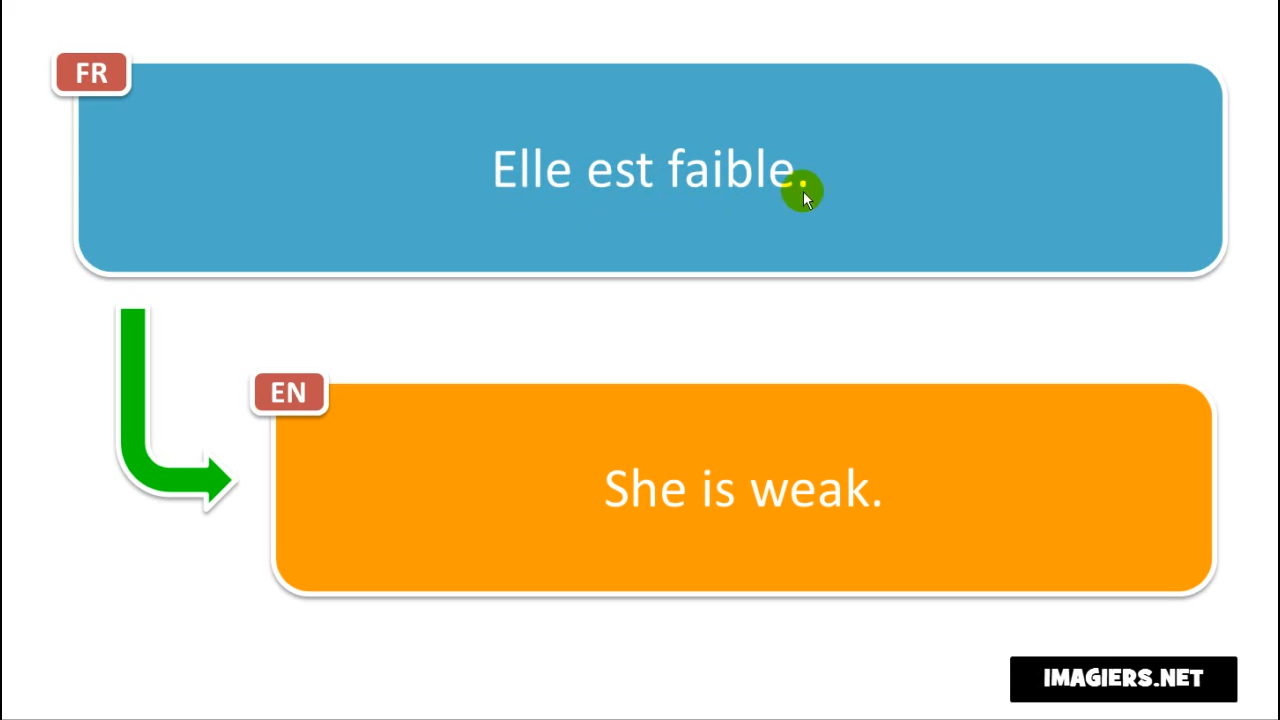 FR
Elle est faible.
EN
She is weak.
IMAGIERS.NET